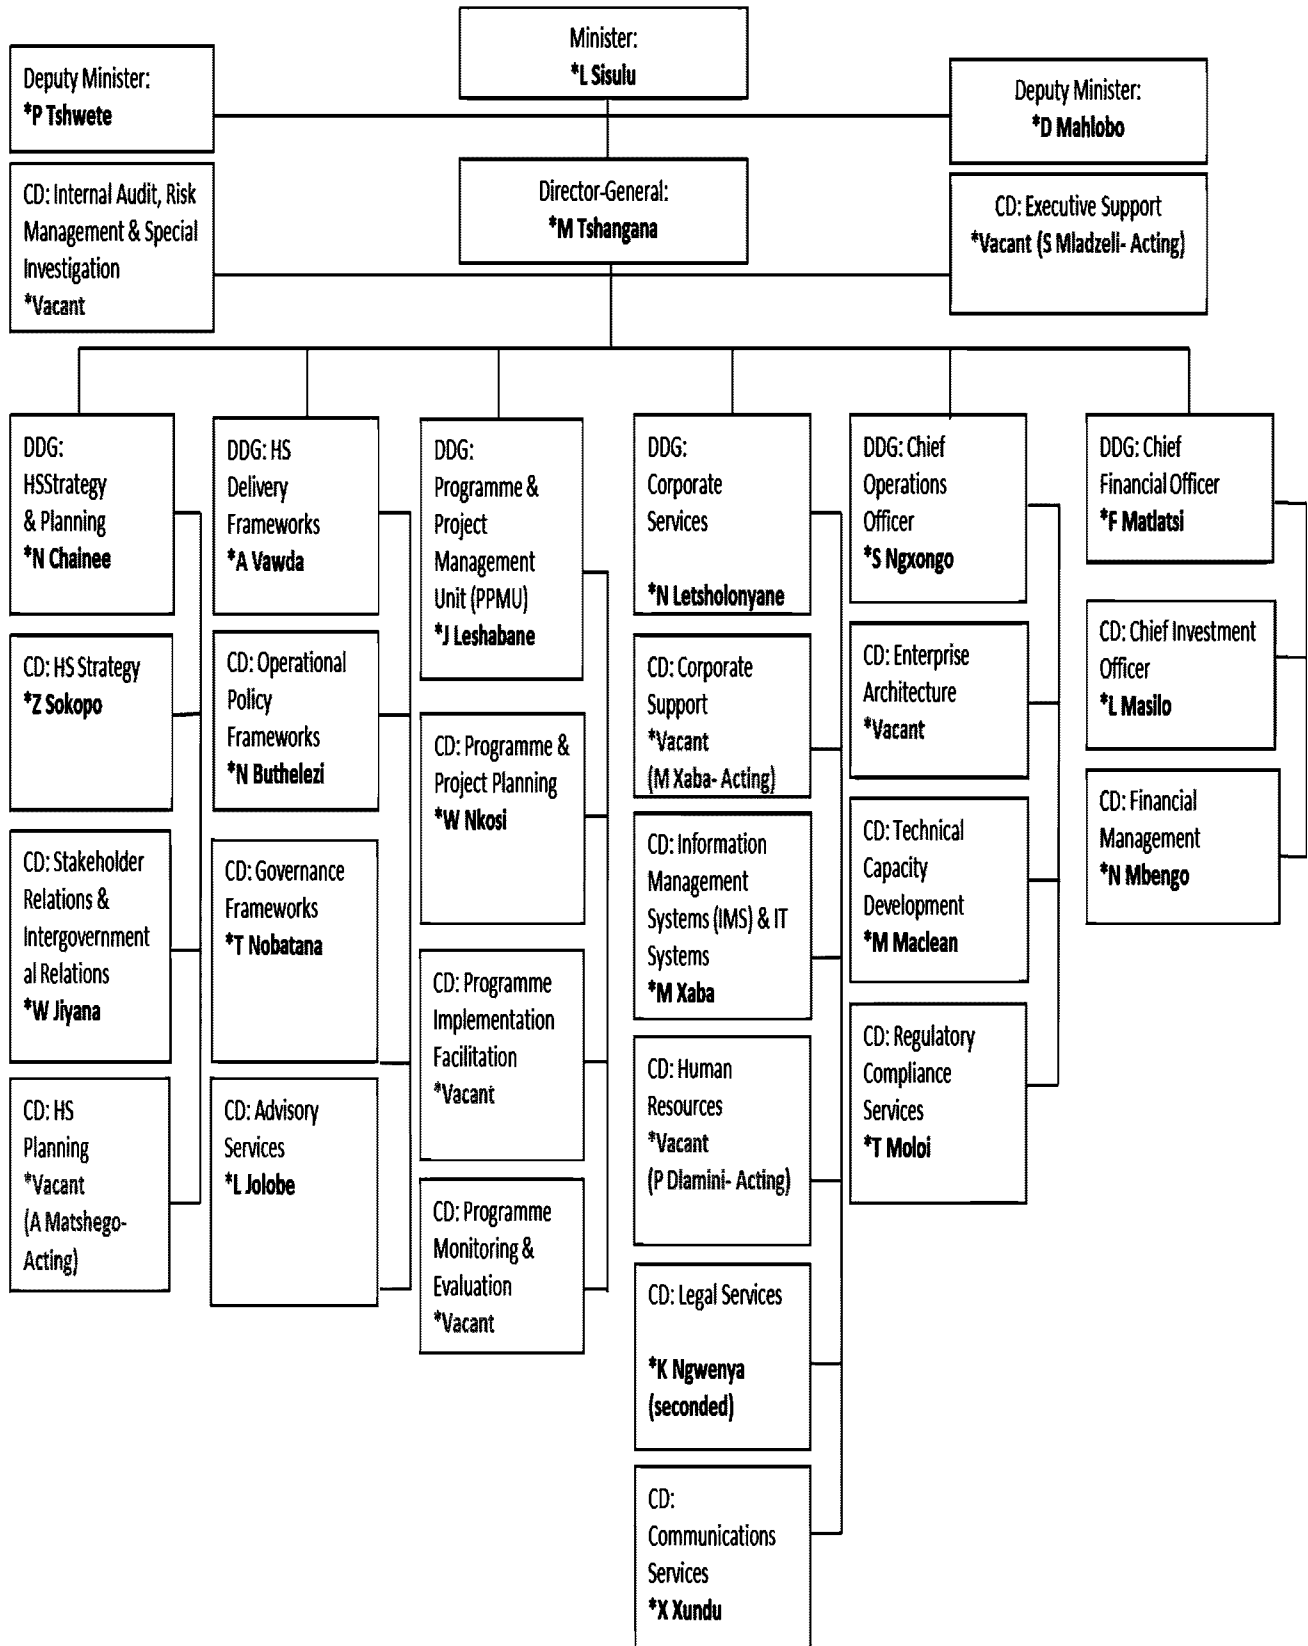 Minister:
*L Sisulu
Deputy Minister:
*P Tshwete
Deputy Minister:
*D Mahlobo
CD: Internal Audit, Risk
Management & Special
Investigation
*Vacant
Director-General:
*M Tshangana
CD: Executive Support
*Vacant (S Mladzeli- Acting)
DDG:
HSStrategy
& Planning
*N Chainee
CD: HS Strategy
*Z Sokopo
CD: Stakeholder
Relations &
Intergovernment
al Relations
*W Jiyana
CD: HS
Planning
*Vacant
(A Matshego-
Acting)
DDG: HS
Delivery
Frameworks
*A Vawda
CD: Operational
Policy
Frameworks
*N Buthelezi
CD: Governance
Frameworks
*T Nobatana
CD: Advisory
Services
*L Jolobe
DDG:
Programme &
Project
Management
Unit (PPMU)
*J Leshabane
CD: Programme &
Project Planning
*W Nkosi
CD: Programme
Implementation
Facilitation
*Vacant
CD: Programme
Monitoring &
Evaluation
*Vacant
DDG:
Corporate
Services
*N Letsholonyane
CD: Corporate
Support
*Vacant
(M Xaba- Acting)
CD: Information
Management
Systems (IMS) & IT
Systems
*M Xaba
CD: Human
Resources
*Vacant
(P Dlamini- Acting)
CD: Legal Services
*K Ngwenya
(seconded)
CD:
Communications
Services
*X Xundu
DDG: Chief
Operations
Officer
*S Ngxongo
CD: Enterprise
Architecture
*Vacant
CD: Technical
Capacity
Development
*M Maclean
CD: Regulatory
Compliance
Services
*T Moloi
DDG: Chief
Financial Officer
*F Matlatsi
CD: Chief Investment
Officer
*L Masilo
CD: Financial
Management
*N Mbengo